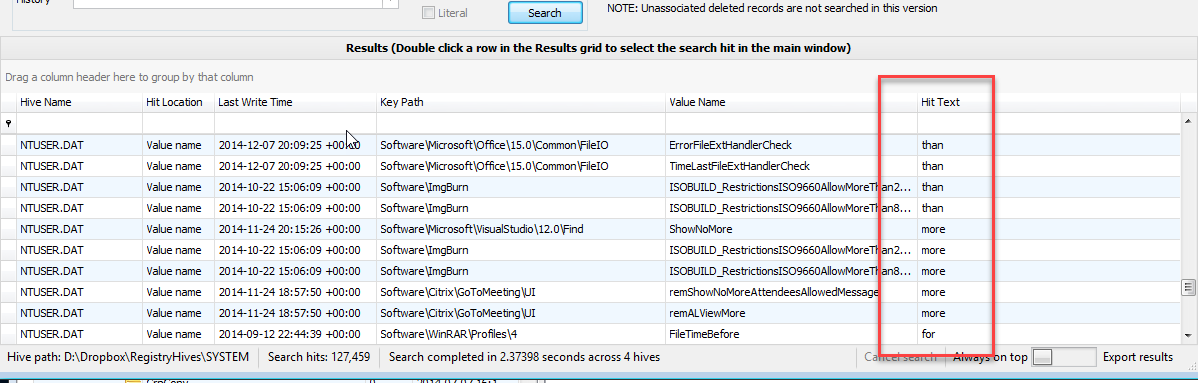 History
Literal Search NOTE: Unassociated deleted records are not searched in this version
Results (Double click a row in the Results grid to select the search hit in the main window)
Drag a column header here to group by that column
Hive Name Hit Location Last Write Time Key Path Value Name Hit Text
NTUSER.DAT Value name 2014-12-07 20:09:25 +00:00 Software\Microsoft\Office\15.0\Common\FileIO ErrorFileExtHandlerCheck than
NTUSER.DAT Value name 2014-12-07 20:09:25 +00:00 Software\Microsoft\Office\15.0\Common\FileIO TimeLastFileExtHandlerCheck than
NTUSER.DAT Value name 2014-10-22 15:06:09 +00:00 Software\ImgBurn ISOBUILD_RestrictionsISO9660AllowMoreThan2... than
NTUSER.DAT Value name 2014-10-22 15:06:09 +00:00 Software\ImgBurn ISOBUILD_RestrictionsISO9660AllowMoreThan8... than
NTUSER.DAT Value name 2014-11-24 20:15:26 +00:00 Software\Microsoft\VisualStudio\12.0\Find ShowNoMore more
NTUSER.DAT Value name 2014-10-22 15:06:09 +00:00 Software\ImgBurn ISOBUILD_RestrictionsISO9660AllowMoreThan2... more
NTUSER.DAT Value name 2014-10-22 15:06:09 +00:00 Software\ImgBurn ISOBUILD_RestrictionsISO9660AllowMoreThan8... more
NTUSER.DAT Value name 2014-11-24 18:57:50 +00:00 Software\Citrix\GoToMeeting\UI remShowNoMoreAttendeesAllowedMessage more
NTUSER.DAT Value name 2014-11-24 18:57:50 +00:00 Software\Citrix\GoToMeeting\UI remALViewMore more
NTUSER.DAT Value name 2014-09-12 22:44:39 +00:00 Software\WinRAR\Profiles\4 FileTimeBefore for
Hive path: D:\Dropbox\RegistryHives\SYSTEM Search hits: 127,459 Search completed in 2.37398 seconds across 4 hives Cancel search Always on top Export results